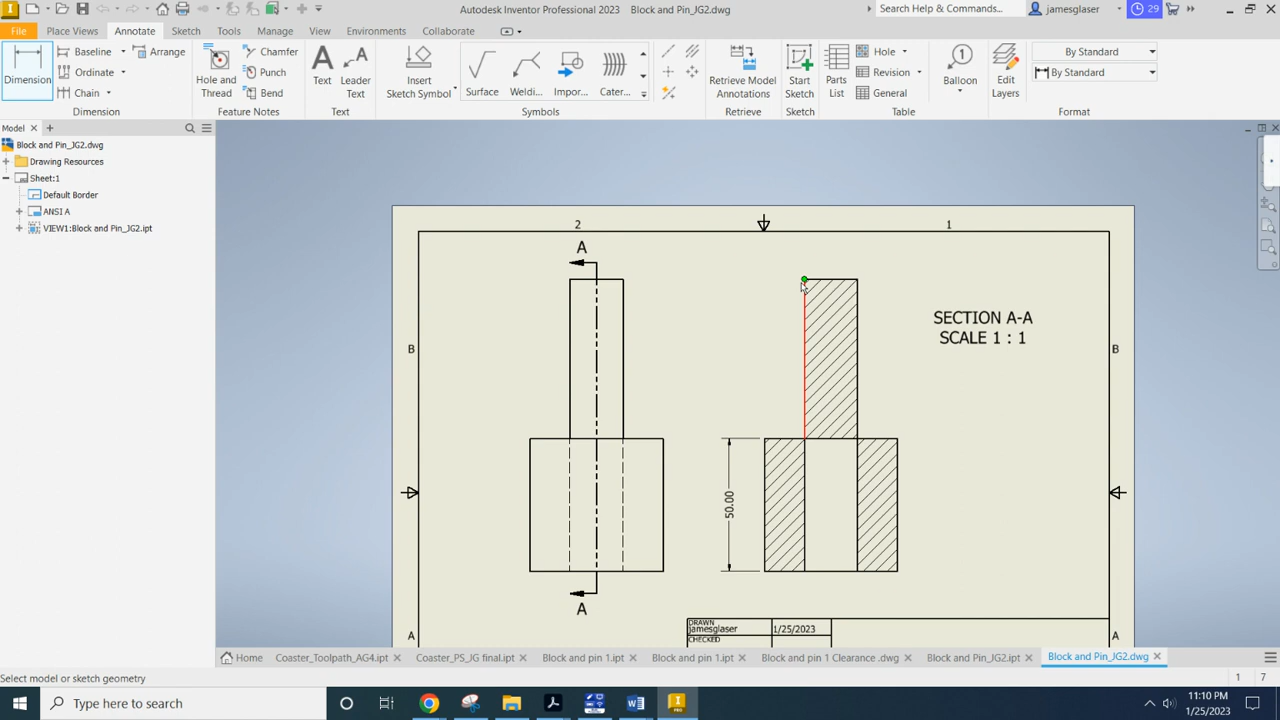 Autodesk Inventor Professional 2023 Block and Pin_JG2.dwg
Search Help & Commands...
jamesglaser
29
File Place Views Annotate Sketch Tools Manage View Environments Collaborate
Dimension
Baseline
Ordinate
Chain
Arrange
Dimension
Hole and Thread
Chamfer
Punch
Bend
Feature Notes
Text
Leader Text
Text
Insert Sketch Symbol
Surface
Weldi...
Impor...
Cater...
Symbols
Retrieve Model Annotations
Retrieve
Start Sketch
Sketch
Parts List
Hole
Revision
General
Table
Balloon
Edit Layers
By Standard
By Standard
Format
Model
Block and Pin_JG2.dwg
Drawing Resources
Sheet:1
Default Border
ANSI A
VIEW1:Block and Pin_JG2.ipt
2
1
A
B
B
SECTION A-A
SCALE 1 : 1
50.00
A
A
A
DRAWN
jamesglaser
1/25/2023
CHECKED
Home
Coaster_Toolpath_AG4.ipt
Coaster_PS_JG final.ipt
Block and pin 1.ipt
Block and pin 1.ipt
Block and pin 1 Clearance .dwg
Block and Pin_JG2.ipt
Block and Pin_JG2.dwg
Select model or sketch geometry
1
7
Type here to search
11:10 PM
1/25/2023